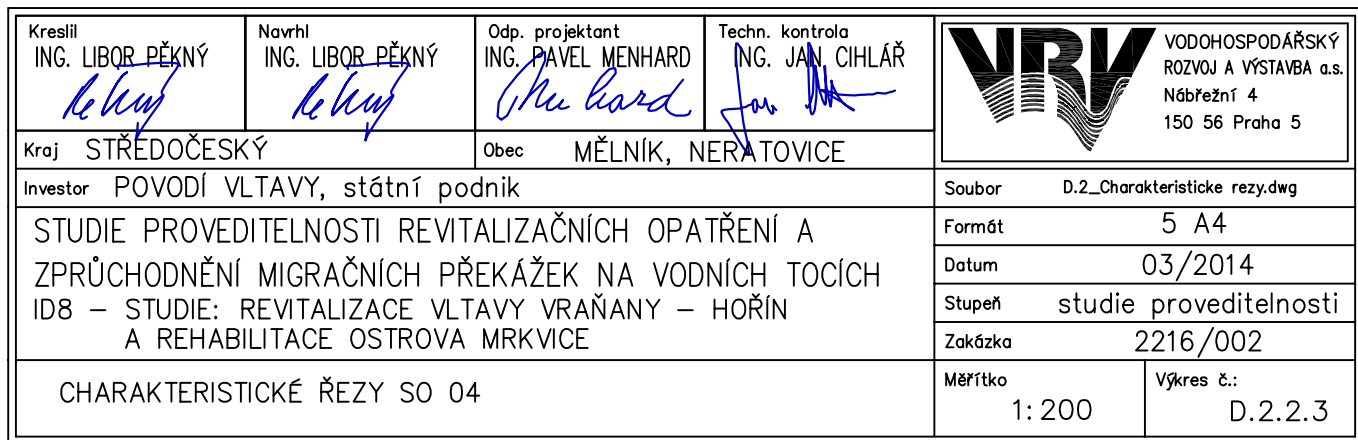 Kreslil
ING. LIBOR PĚKNÝ
Navrhl
ING. LIBOR PĚKNÝ
Odp. projektant
ING. PAVEL MENHARD
Techn. kontrola
ING. JAN CIHLÁŘ
VRV
VODOHOSPODÁŘSKÝ
ROZVOJ A VÝSTAVBA a.s.
Nábřežní 4
150 56 Praha 5
Kraj STŘEDOČESKÝ
Obec MĚLNÍK, NERATOVICE
Investor POVODÍ VLTAVY, státní podnik
Soubor D.2_Charakteristicke rezy.dwg
STUDIE PROVEDITELNOSTI REVITALIZAČNÍCH OPATŘENÍ A
ZPRŮCHODNĚNÍ MIGRAČNÍCH PŘEKÁŽEK NA VODNÍCH TOCÍCH
ID8 – STUDIE: REVITALIZACE VLTAVY VRAŇANY – HOŘÍN
A REHABILITACE OSTROVA MRKVICE
Formát 5 A4
Datum 03/2014
Stupeň studie proveditelnosti
Zakázka 2216/002
CHARAKTERISTICKÉ ŘEZY SO 04
Měřítko
1:200
Výkres č.:
D.2.2.3